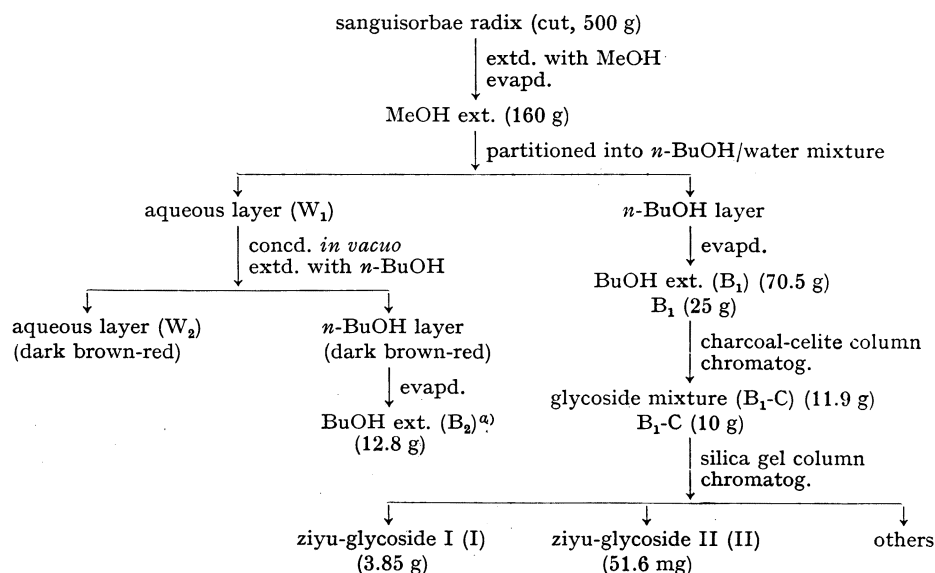 sanguisorbae radix (cut, 500 g)
extd. with MeOH
evapd.
MeOH ext. (160 g)
partitioned into n-BuOH/water mixture
aqueous layer (W₁)
concd. in vacuo
extd. with n-BuOH
aqueous layer (W₂)
(dark brown-red)
n-BuOH layer
(dark brown-red)
evapd.
BuOH ext. (B₂)ᵃ⁾
(12.8 g)
n-BuOH layer
evapd.
BuOH ext. (B₁) (70.5 g)
B₁ (25 g)
charcoal-celite column
chromatog.
glycoside mixture (B₁-C) (11.9 g)
B₁-C (10 g)
silica gel column
chromatog.
ziyu-glycoside I (I)
(3.85 g)
ziyu-glycoside II (II)
(51.6 mg)
others